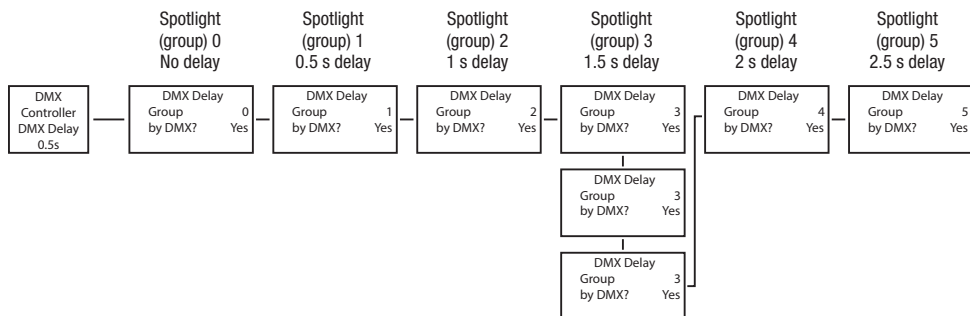 Spotlight
(group) 0
No delay
Spotlight
(group) 1
0.5 s delay
Spotlight
(group) 2
1 s delay
Spotlight
(group) 3
1.5 s delay
Spotlight
(group) 4
2 s delay
Spotlight
(group) 5
2.5 s delay
DMX
Controller
DMX Delay
0.5s
DMX Delay
Group 0
by DMX? Yes
DMX Delay
Group 1
by DMX? Yes
DMX Delay
Group 2
by DMX? Yes
DMX Delay
Group 3
by DMX? Yes
DMX Delay
Group 3
by DMX? Yes
DMX Delay
Group 3
by DMX? Yes
DMX Delay
Group 4
by DMX? Yes
DMX Delay
Group 5
by DMX? Yes